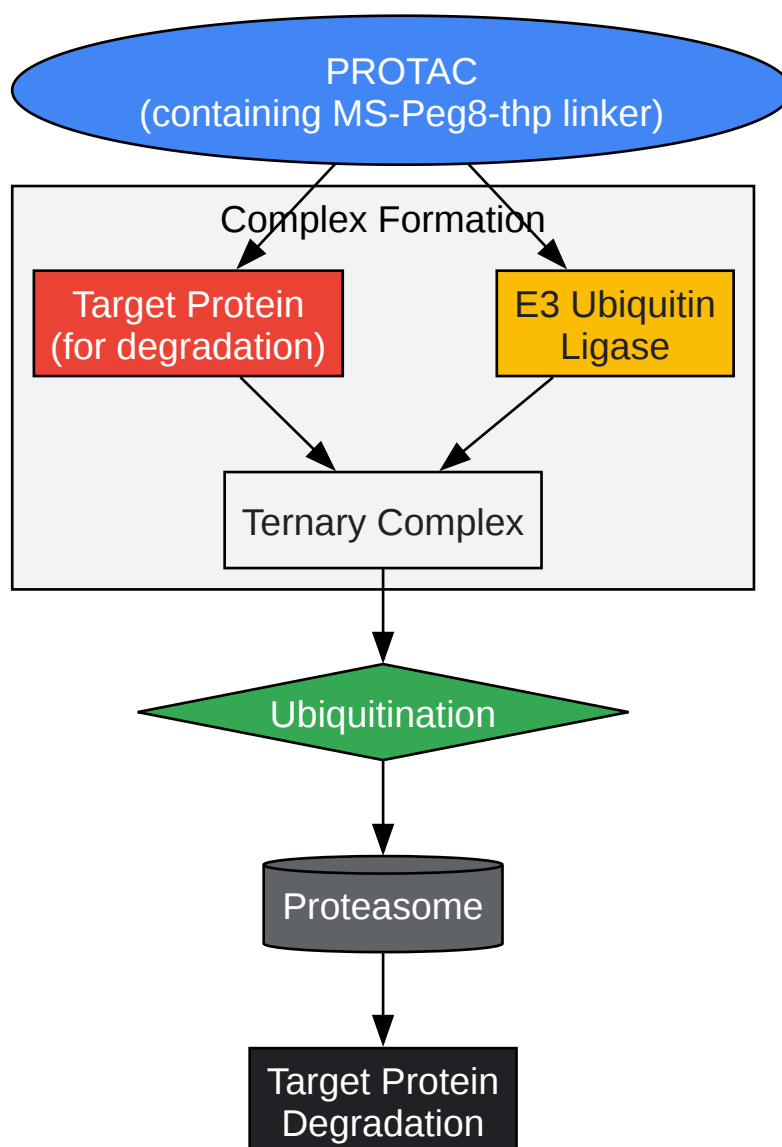 PROTAC
(containing MS-Peg8-thp linker)
Complex Formation
Target Protein
(for degradation)
E3 Ubiquitin
Ligase
Ternary Complex
Ubiquitination
Proteasome
Target Protein
Degradation